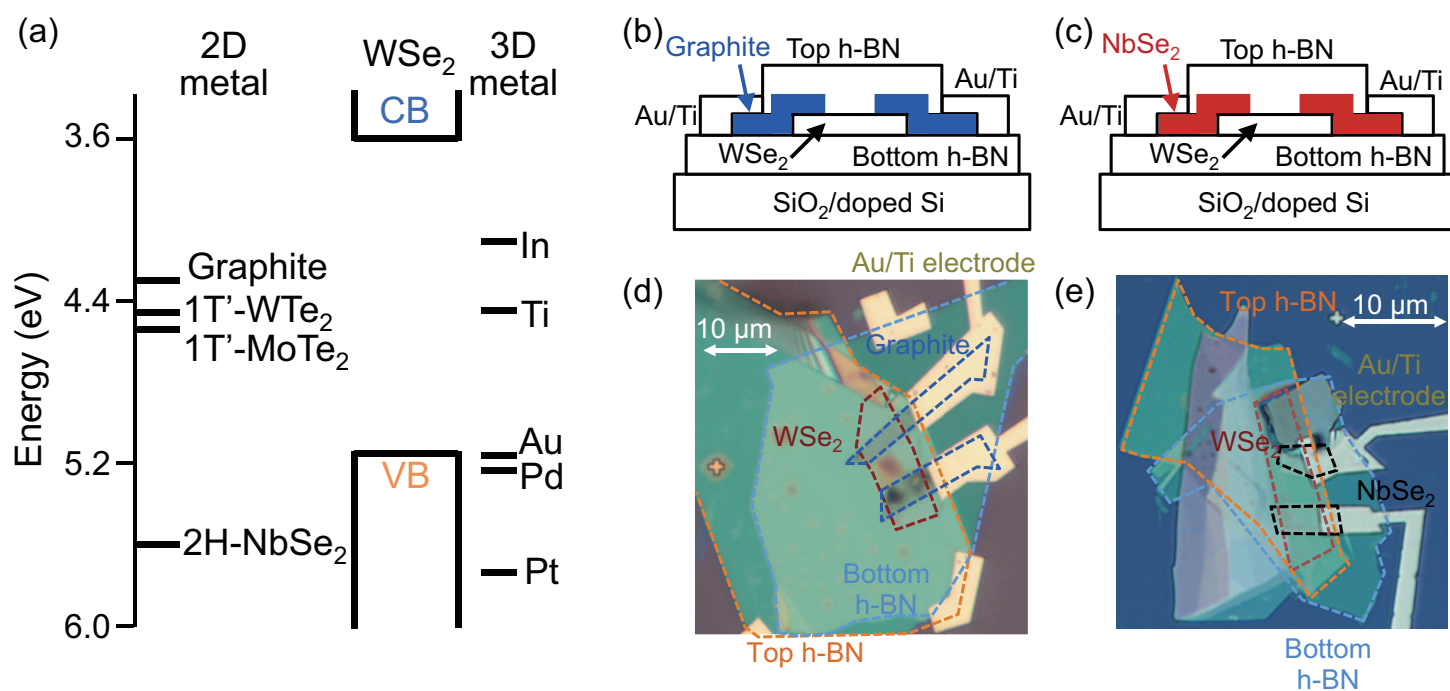 (a)
2D
metal
WSe2
3D
metal
CB
3.6
4.4
5.2
6.0
Energy (eV)
Graphite
1T’-WTe2
1T’-MoTe2
2H-NbSe2
VB
In
Ti
Au
Pd
Pt
(b)
Graphite
Top h-BN
Au/Ti
Au/Ti
WSe2
Bottom h-BN
SiO2/doped Si
(c)
NbSe2
Top h-BN
Au/Ti
Au/Ti
WSe2
Bottom h-BN
SiO2/doped Si
(d)
Au/Ti electrode
10 μm
Graphite
WSe2
Bottom
h-BN
Top h-BN
(e)
Top h-BN
10 μm
Au/Ti
electrode
WSe2
NbSe2
Bottom
h-BN